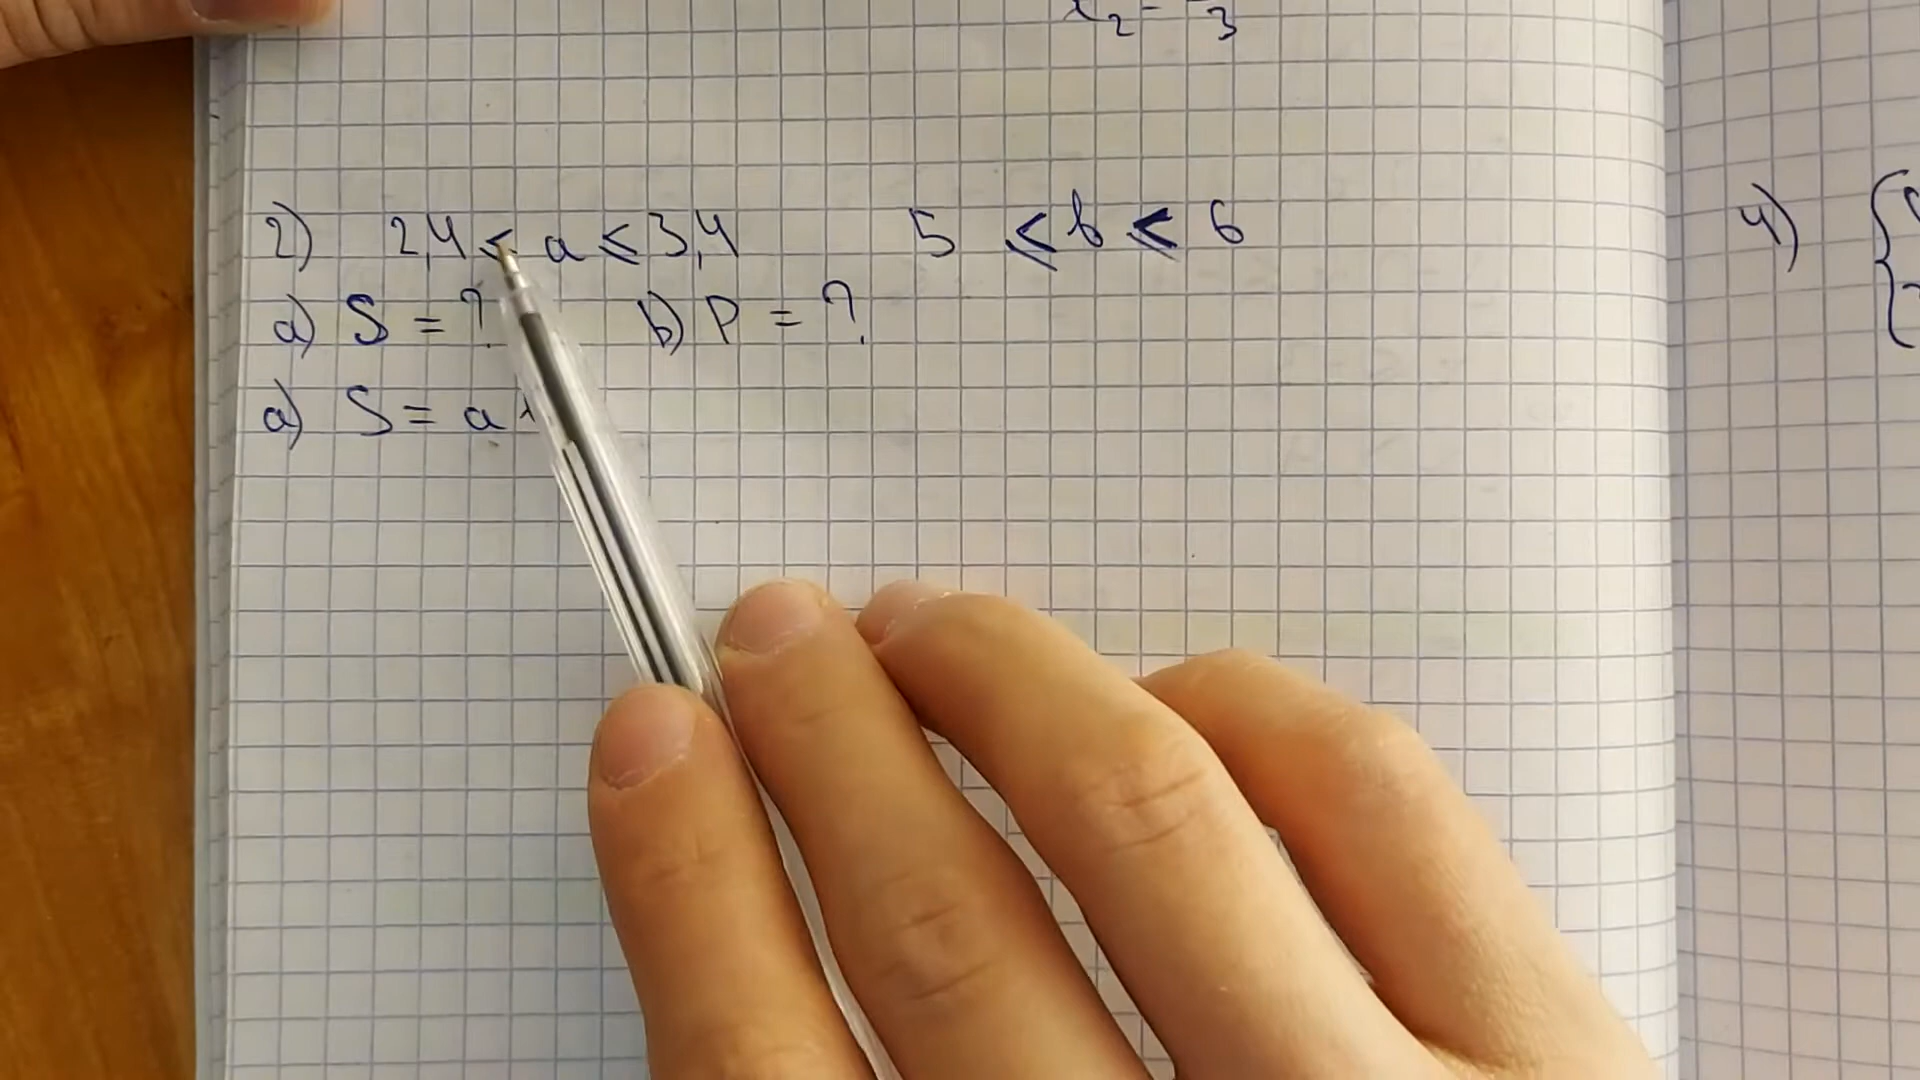 2) 2,4 ≤ a ≤ 3,4 5 ≤ b ≤ 6
a) S = ? b) P = ?
a) S = a
4) {